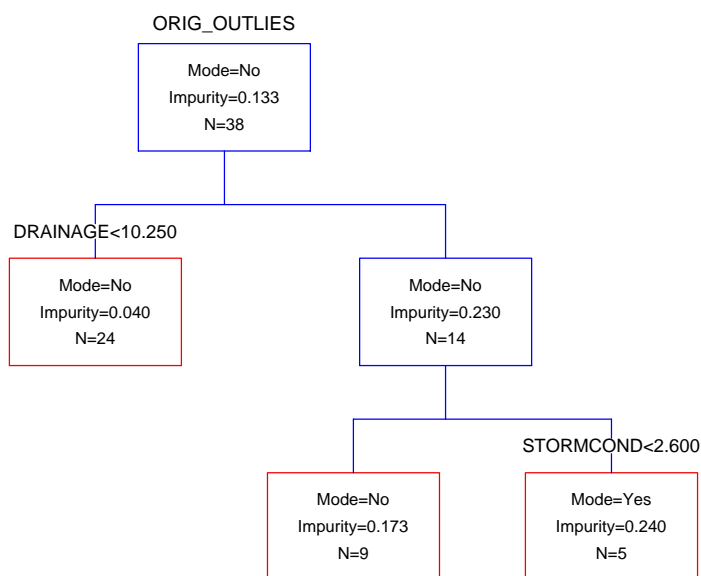 ORIG_OUTLIES
Mode=No
Impurity=0.133
N=38
DRAINAGE<10.250
Mode=No
Impurity=0.040
N=24
Mode=No
Impurity=0.230
N=14
STORMCOND<2.600
Mode=No
Impurity=0.173
N=9
Mode=Yes
Impurity=0.240
N=5